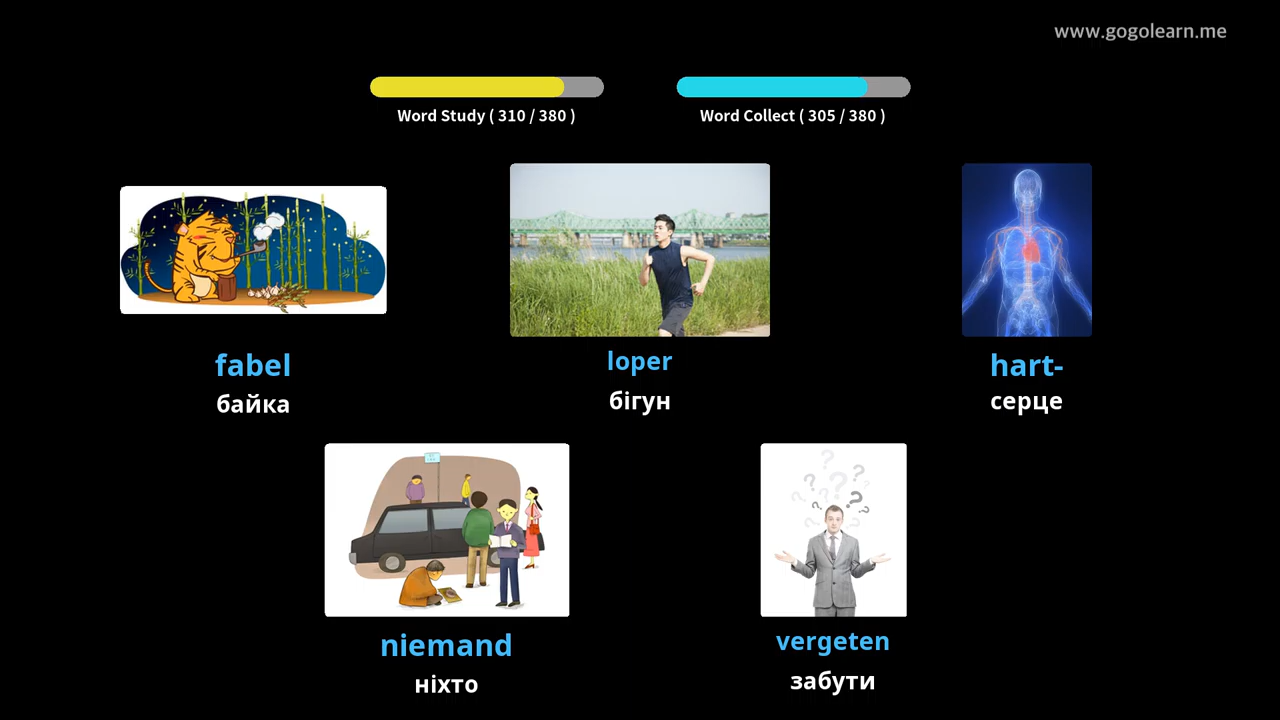 www.gogolearn.me
Word Study ( 310 / 380 )
Word Collect ( 305 / 380 )
fabel
байка
loper
бігун
hart-
серце
niemand
ніхто
vergeten
забути